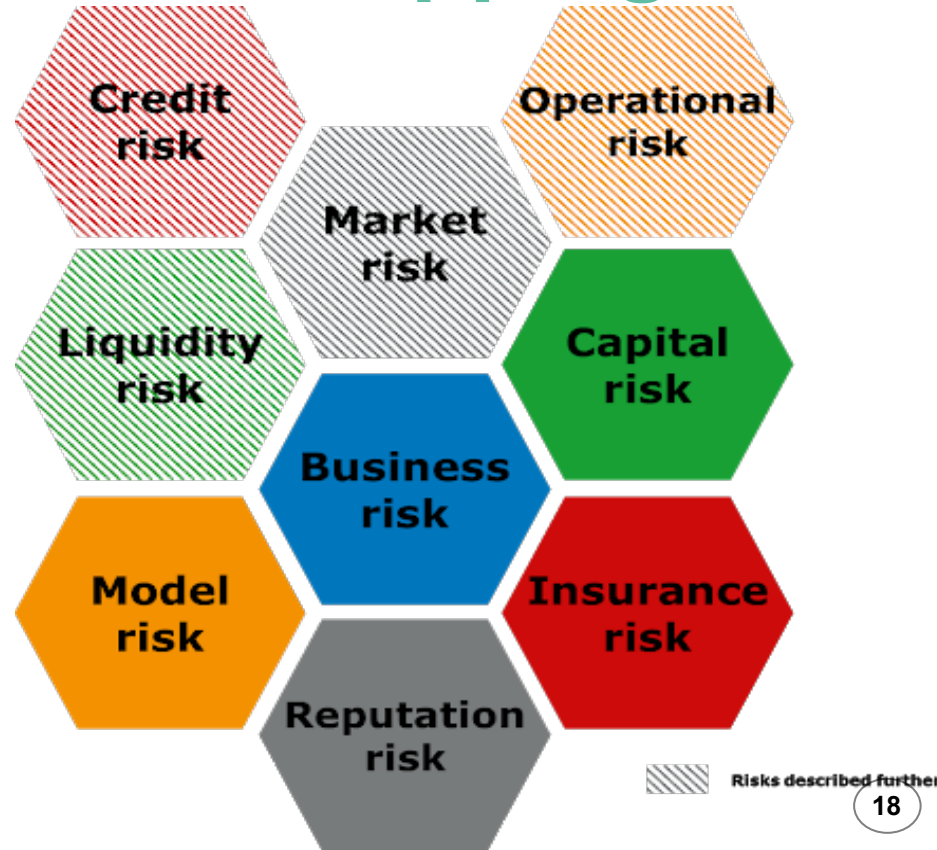 Credit
risk
Operational
risk
Market
risk
Liquidity
risk
Capital
risk
Business
risk
Model
risk
Insurance
risk
Reputation
risk
Risks described further
18